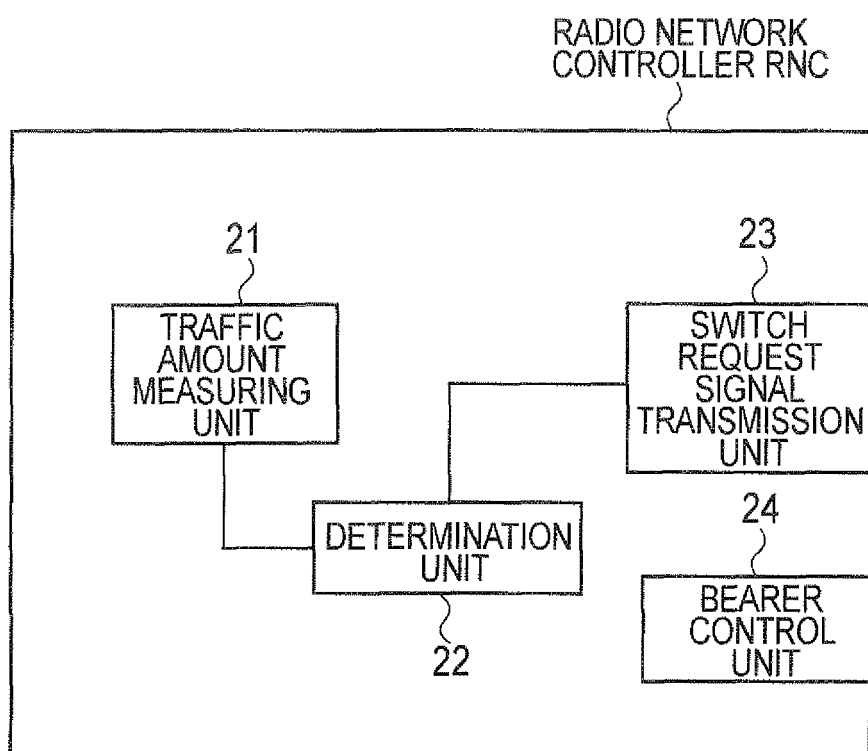 RADIO NETWORK
CONTROLLER RNC
21
TRAFFIC
AMOUNT
MEASURING
UNIT
23
SWITCH
REQUEST
SIGNAL
TRANSMISSION
UNIT
DETERMINATION
UNIT
22
24
BEARER
CONTROL
UNIT